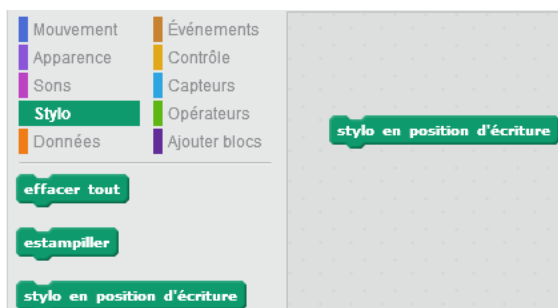 Mouvement
Événements
Apparence
Contrôle
Sons
Capteurs
Stylo
Opérateurs
Données
Ajouter blocs
effacer tout
estampiller
stylo en position d'écriture
stylo en position d'écriture